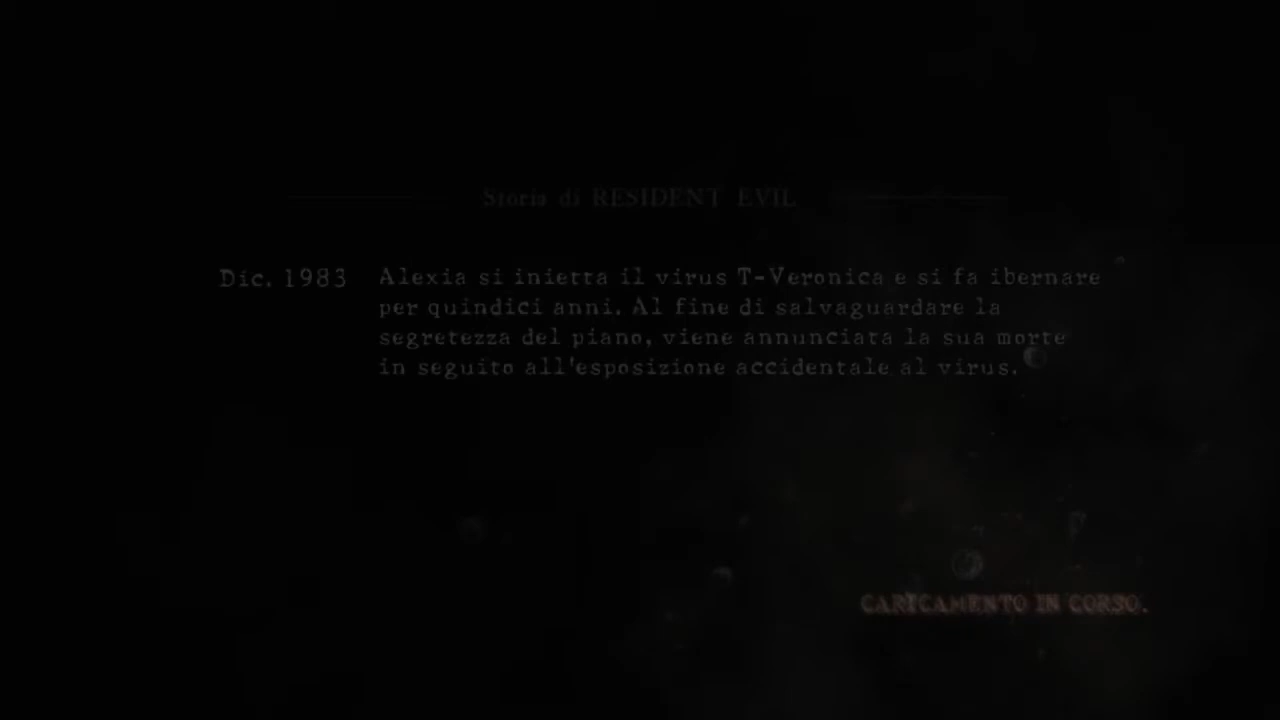 Storia di RESIDENT EVIL
Dic. 1983 Alexia si inietta il virus T-Veronica e si fa ibernare
per quindici anni. Al fine di salvaguardare la
segretezza del piano, viene annunciata la sua morte
in seguito all'esposizione accidentale al virus.
CARICAMENTO IN CORSO.